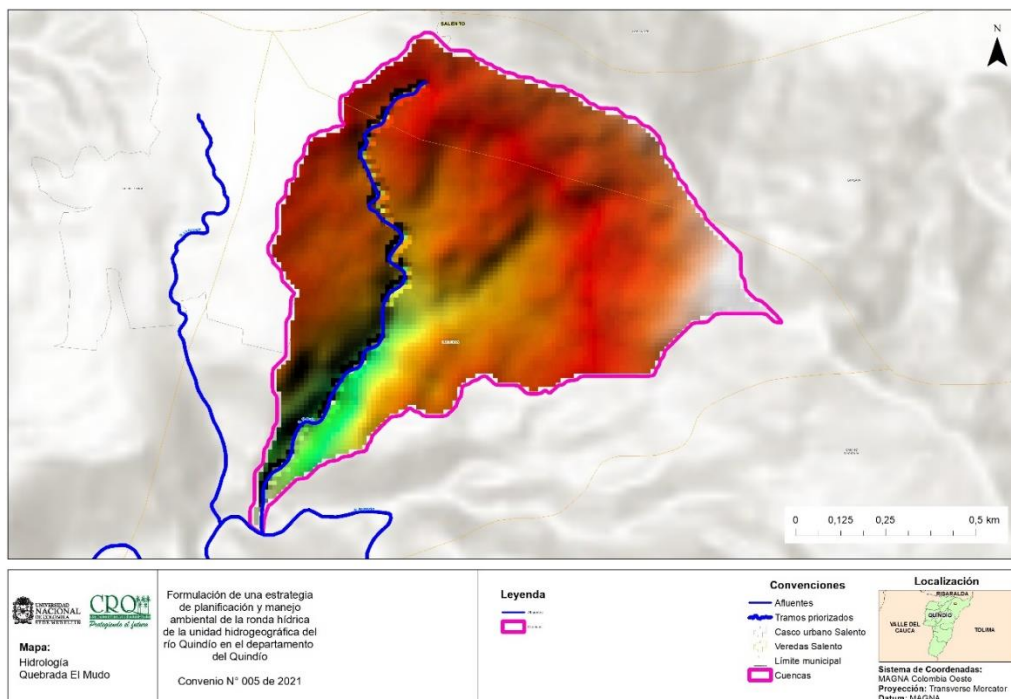 SALENTO
N
0 0,125 0,25 0,5 km
UNIVERSIDAD
NACIONAL
DE COLOMBIA
SEDE MEDELLÍN
CRQ
Protegiendo el futuro
Mapa:
Hidrología
Quebrada El Mudo
Formulación de una estrategia
de planificación y manejo
ambiental de la ronda hídrica
de la unidad hidrogeográfica del
río Quindío en el departamento
del Quindío
Convenio N° 005 de 2021
Leyenda
Convenciones
Afluentes
Tramos priorizados
Casco urbano Salento
Veredas Salento
Límite municipal
Cuencas
Localización
RISARALDA
QUINDIO
VALLE DEL
CAUCA
TOLIMA
Sistema de Coordenadas:
MAGNA Colombia Oeste
Proyección: Transverse Mercator
Datum: MAGNA